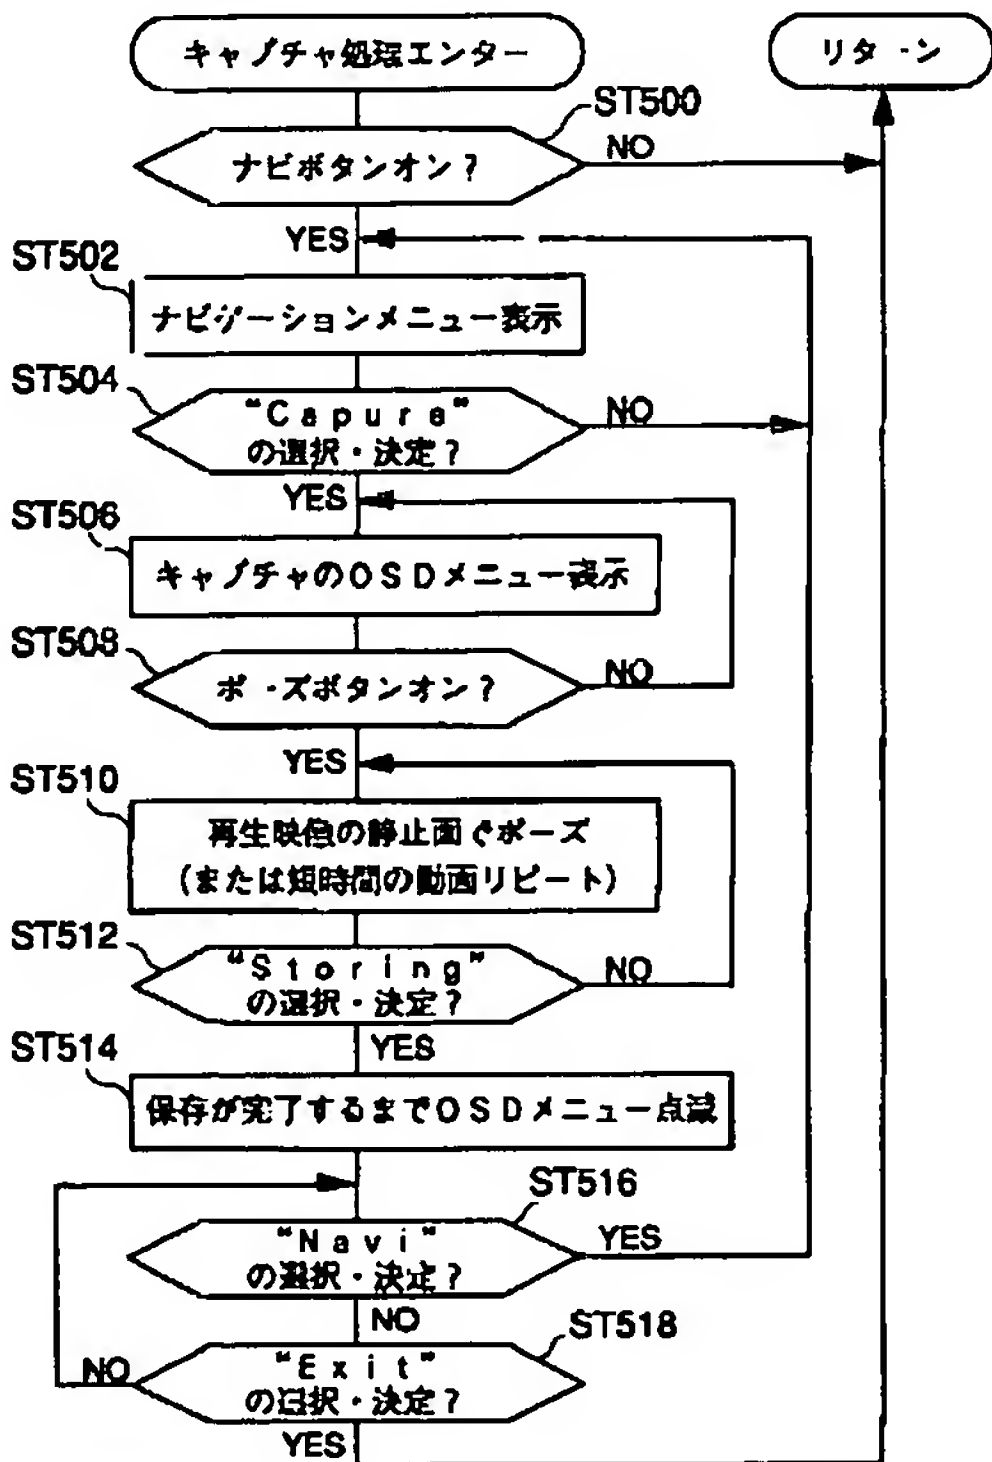 キャプチャ処理エンター
リターン
ST500
ナビボタンオン？
NO
YES
ST502
ナビゲーションメニュー表示
ST504
“Capure”
の選択・決定？
NO
YES
ST506
キャプチャのOSDメニュー表示
ST508
ポーズボタンオン？
NO
YES
ST510
再生映像の静止画でポーズ
(または短時間の動画リピート)
ST512
“Storing”
の選択・決定？
NO
YES
ST514
保存が完了するまでOSDメニュー点滅
ST516
“Navi”
の選択・決定？
YES
NO
ST518
“Exit”
の選択・決定？
NO
YES